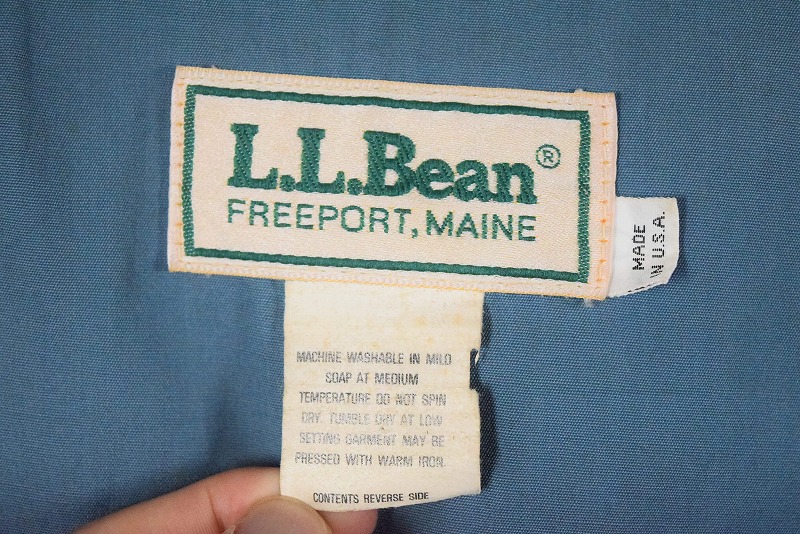 L.L.Bean®
FREEPORT, MAINE
MADE
IN U.S.A.
MACHINE WASHABLE IN MILD
SOAP AT MEDIUM
TEMPERATURE DO NOT SPIN
DRY. TUMBLE DRY AT LOW
SETTING GARMENT MAY BE
PRESSED WITH WARM IRON.
CONTENTS REVERSE SIDE